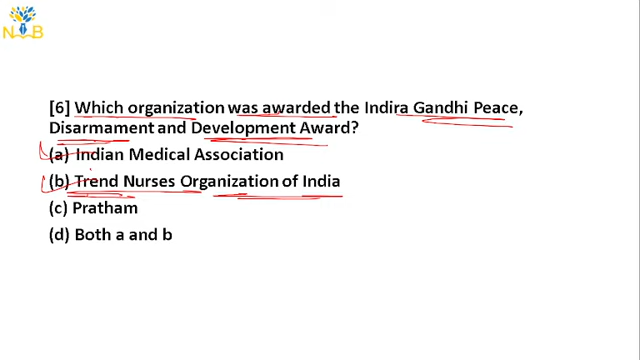 N B
[6] Which organization was awarded the Indira Gandhi Peace,
Disarmament and Development Award?
(a) Indian Medical Association
(b) Trend Nurses Organization of India
(c) Pratham
(d) Both a and b